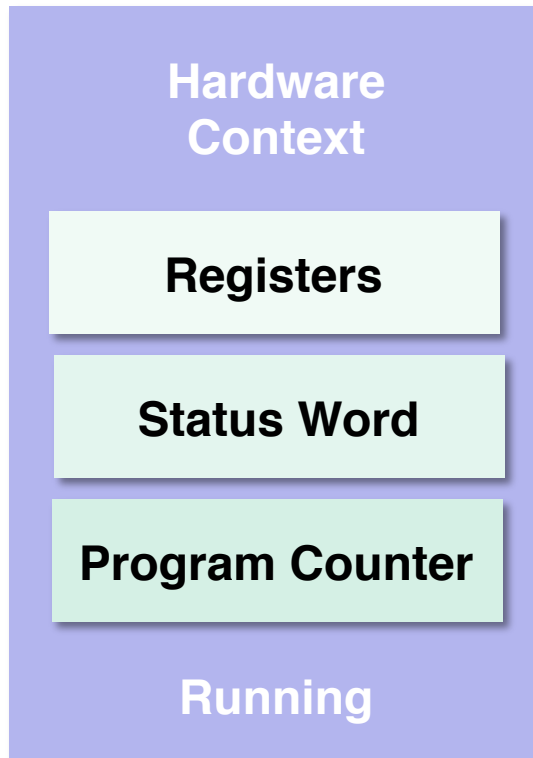 Hardware
Context
Registers
Status Word
Program Counter
Running